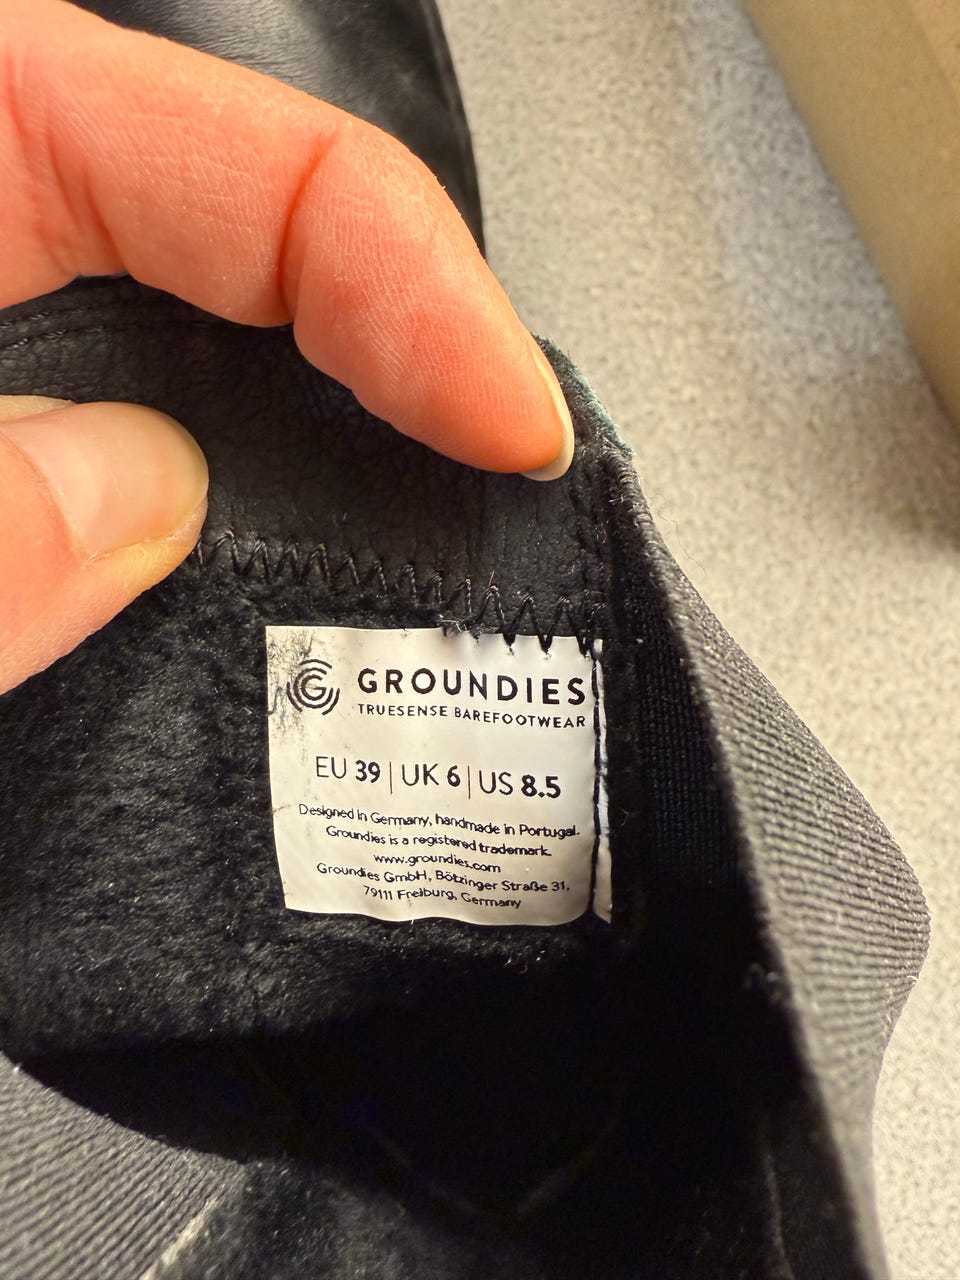 G GROUNDIES
TRUESENSE BAREFOOTWEAR
EU 39 | UK 6 | US 8.5
Designed in Germany, handmade in Portugal.
Groundies is a registered trademark.
www.groundies.com
Groundies GmbH, Bötzinger Straße 31,
79111 Freiburg, Germany